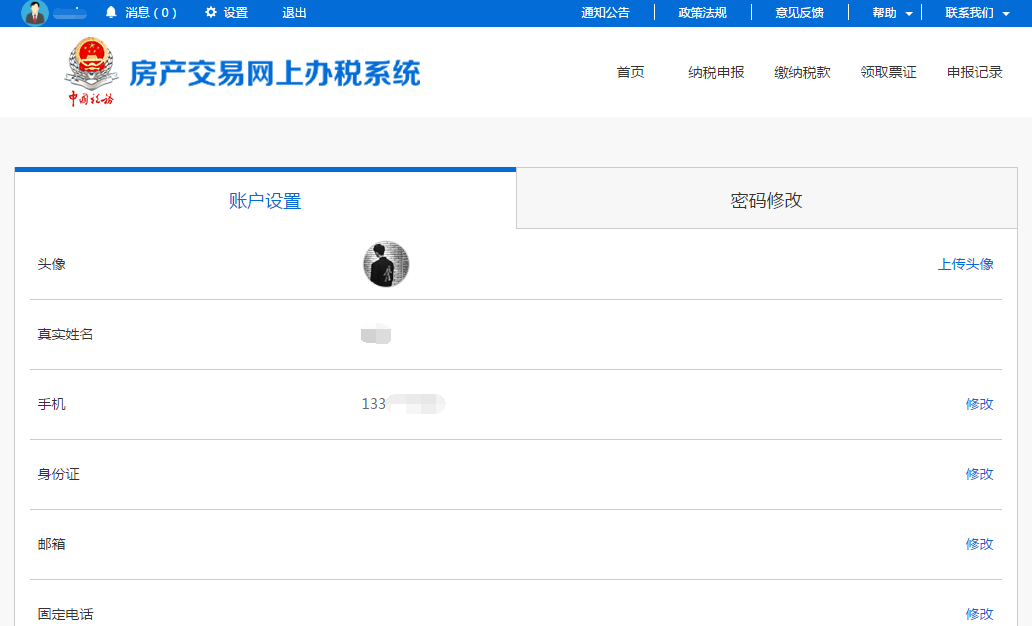 消息 ( 0 ) 设置 退出 通知公告 政策法规 意见反馈 帮助 联系我们
中国税务 房产交易网上办税系统 首页 纳税申报 缴纳税款 领取票证 申报记录
账户设置 密码修改
头像 上传头像
真实姓名
手机 133 修改
身份证 修改
邮箱 修改
固定电话 修改